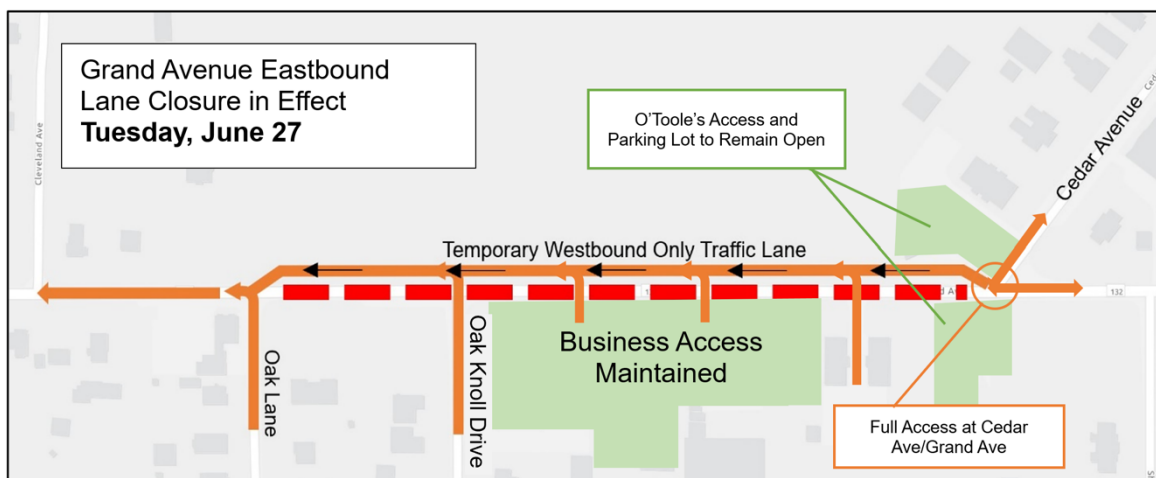 Grand Avenue Eastbound
Lane Closure in Effect
Tuesday, June 27
Cleveland Ave
O'Toole's Access and
Parking Lot to Remain Open
Cedar Avenue
Temporary Westbound Only Traffic Lane
132
Oak Lane
Oak Knoll Drive
Business Access
Maintained
Full Access at Cedar
Ave/Grand Ave